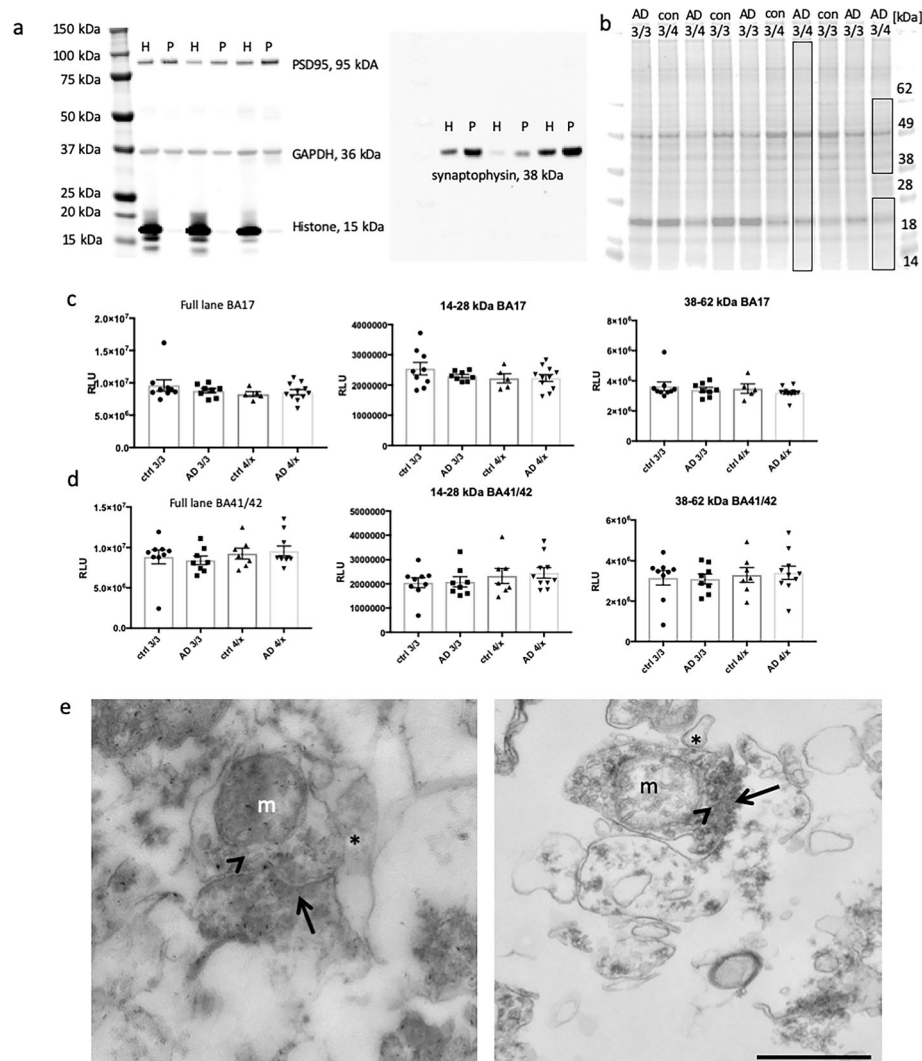 a
150 kDa
100 kDa
75 kDa
50 kDa
37 kDa
25 kDa
20 kDa
15 kDa
H P H P H P
PSD95, 95 kDA
GAPDH, 36 kDa
Histone, 15 kDa
H P H P H P
synaptophysin, 38 kDa
b
AD con AD con AD con AD con AD AD [kDa]
3/3 3/4 3/4 3/3 3/3 3/4 3/4 3/3 3/3 3/4
62
49
38
28
18
14
c
Full lane BA17
2.0×10⁷
1.5×10⁷
1.0×10⁷
5.0×10⁶
0.0
RLU
ctrl 3/3
AD 3/3
ctrl 4/x
AD 4/x
14-28 kDa BA17
4000000
3000000
2000000
1000000
0
RLU
ctrl 3/3
AD 3/3
ctrl 4/x
AD 4/x
38-62 kDa BA17
8×10⁶
6×10⁶
4×10⁶
2×10⁶
0
RLU
ctrl 3/3
AD 3/3
ctrl 4/x
AD 4/x
d
Full lane BA41/42
1.5×10⁷
1.0×10⁷
5.0×10⁶
0.0
RLU
ctrl 3/3
AD 3/3
ctrl 4/x
AD 4/x
14-28 kDa BA41/42
5000000
4000000
3000000
2000000
1000000
0
RLU
ctrl 3/3
AD 3/3
ctrl 4/x
AD 4/x
38-62 kDa BA41/42
6×10⁶
4×10⁶
2×10⁶
0
RLU
ctrl 3/3
AD 3/3
ctrl 4/x
AD 4/x
e
m
*
*
m